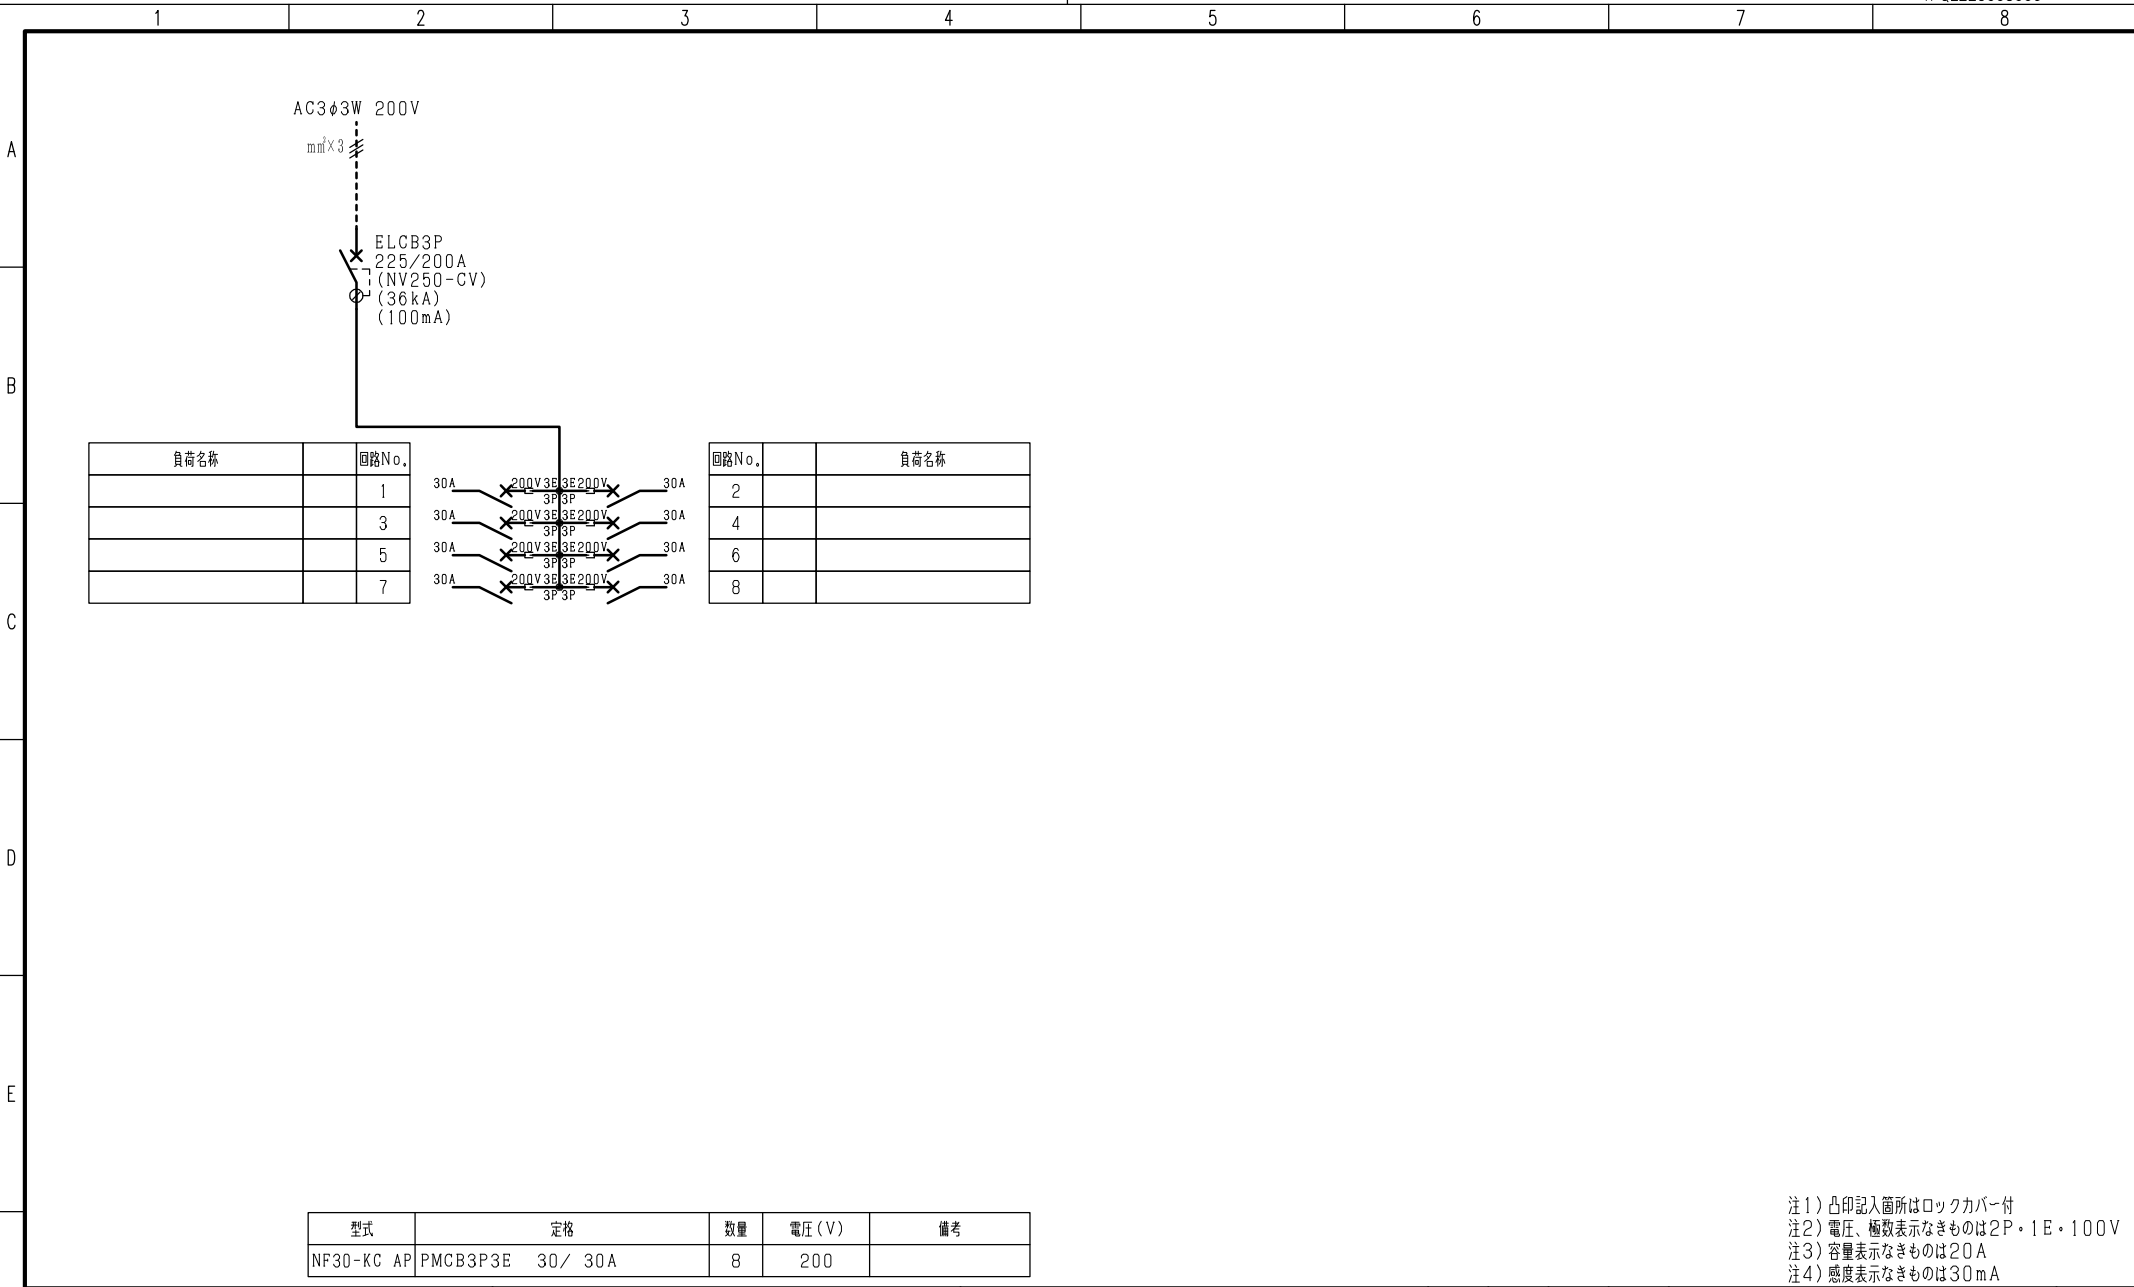 1 2 3 4 5 6 7 8
A
B
C
D
E
AC3φ3W 200V
mm²×3
ELCB3P
225/200A
(NV250-CV)
(36kA)
(100mA)
負荷名称 回路No.
1
3
5
7
30A 200V 3E 3E 200V 30A
3P 3P
30A 200V 3E 3E 200V 30A
3P 3P
30A 200V 3E 3E 200V 30A
3P 3P
30A 200V 3E 3E 200V 30A
3P 3P
回路No. 負荷名称
2
4
6
8
型式 定格 数量 電圧(V) 備考
NF30-KC AP PMCB3P3E 30/ 30A 8 200
注1)凸印記入箇所はロックカバー付
注2)電圧、極数表示なきものは2P・1E・100V
注3)容量表示なきものは20A
注4)感度表示なきものは30mA